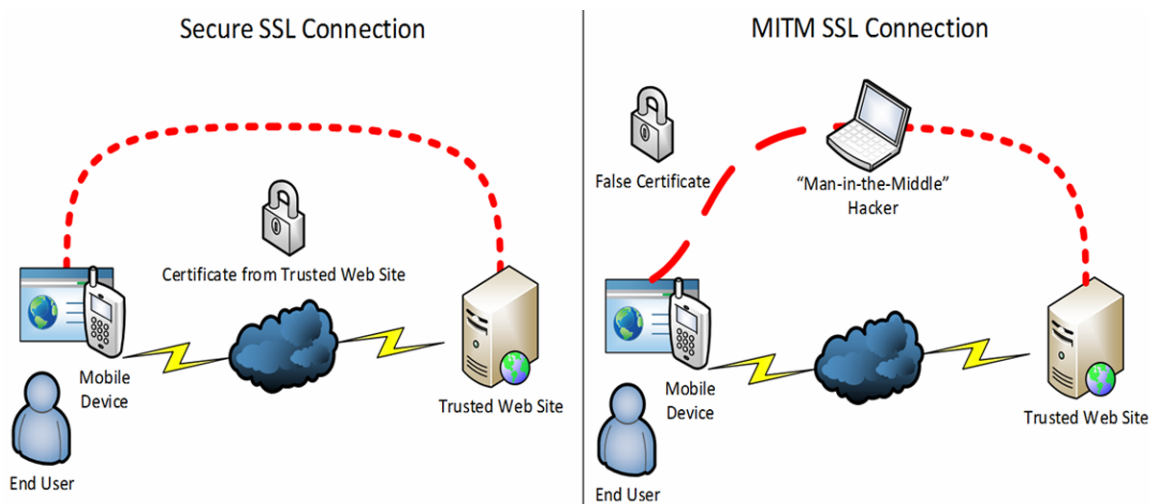 Secure SSL Connection
Certificate from Trusted Web Site
Mobile
Device
Trusted Web Site
End User
MITM SSL Connection
False Certificate
“Man-in-the-Middle”
Hacker
Mobile
Device
Trusted Web Site
End User